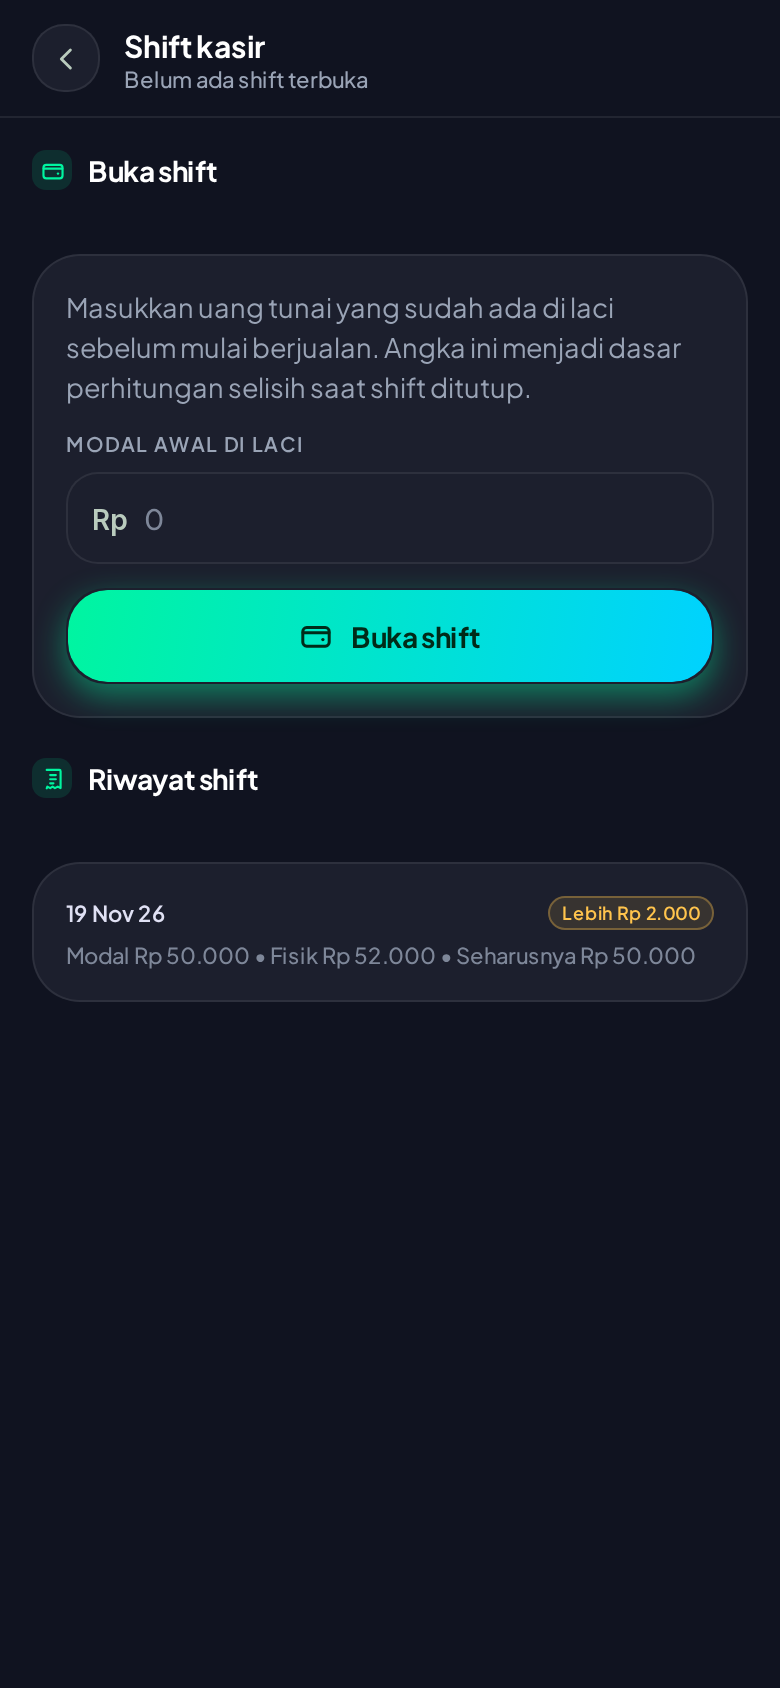 Shift kasir
Belum ada shift terbuka
Buka shift
Masukkan uang tunai yang sudah ada di laci
sebelum mulai berjualan. Angka ini menjadi dasar
perhitungan selisih saat shift ditutup.
MODAL AWAL DI LACI
Rp 0
Buka shift
Riwayat shift
19 Nov 26
Lebih Rp 2.000
Modal Rp 50.000 • Fisik Rp 52.000 • Seharusnya Rp 50.000